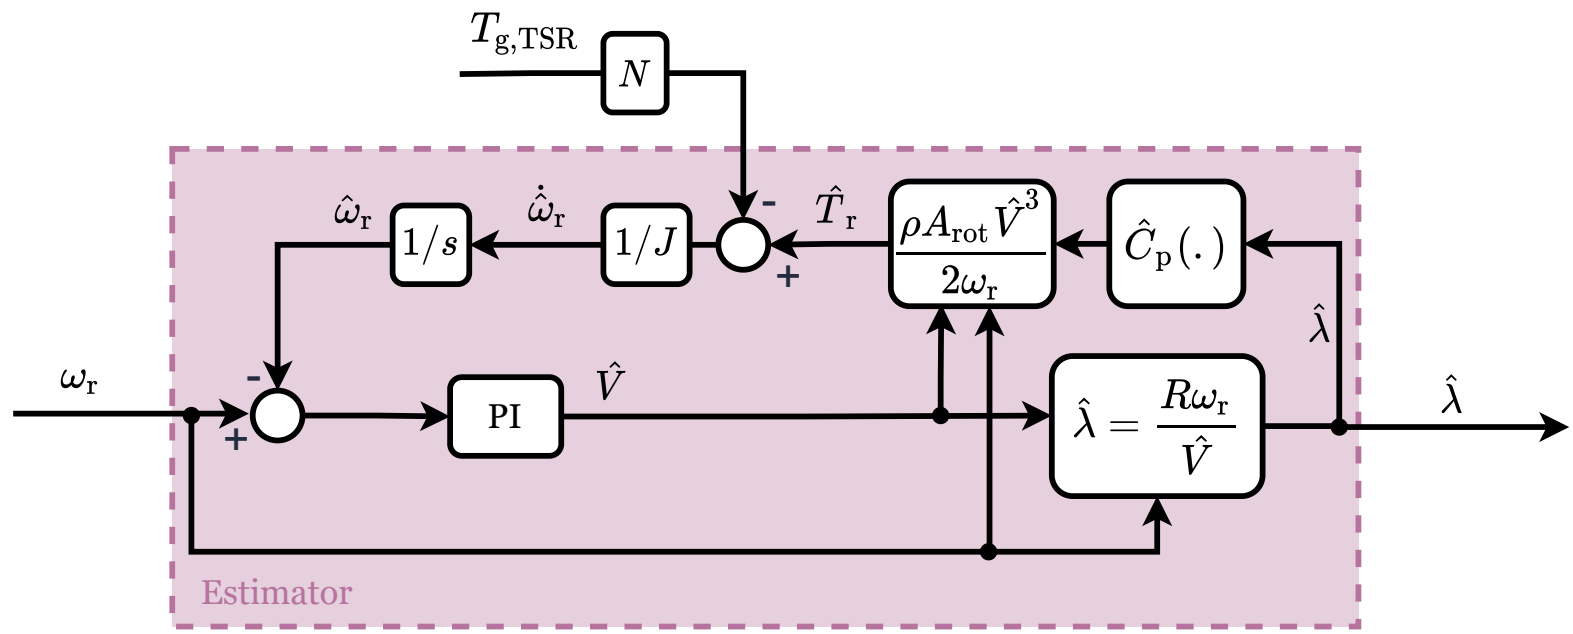 T_g,TSR
N
ω̂_r
1/s
ω̂̇_r
1/J
-
+
T̂_r
ρA_rot V̂³
2ω_r
Ĉ_p(.)
λ̂
ω_r
-
+
PI
V̂
λ̂ = Rω_r / V̂
λ̂
Estimator